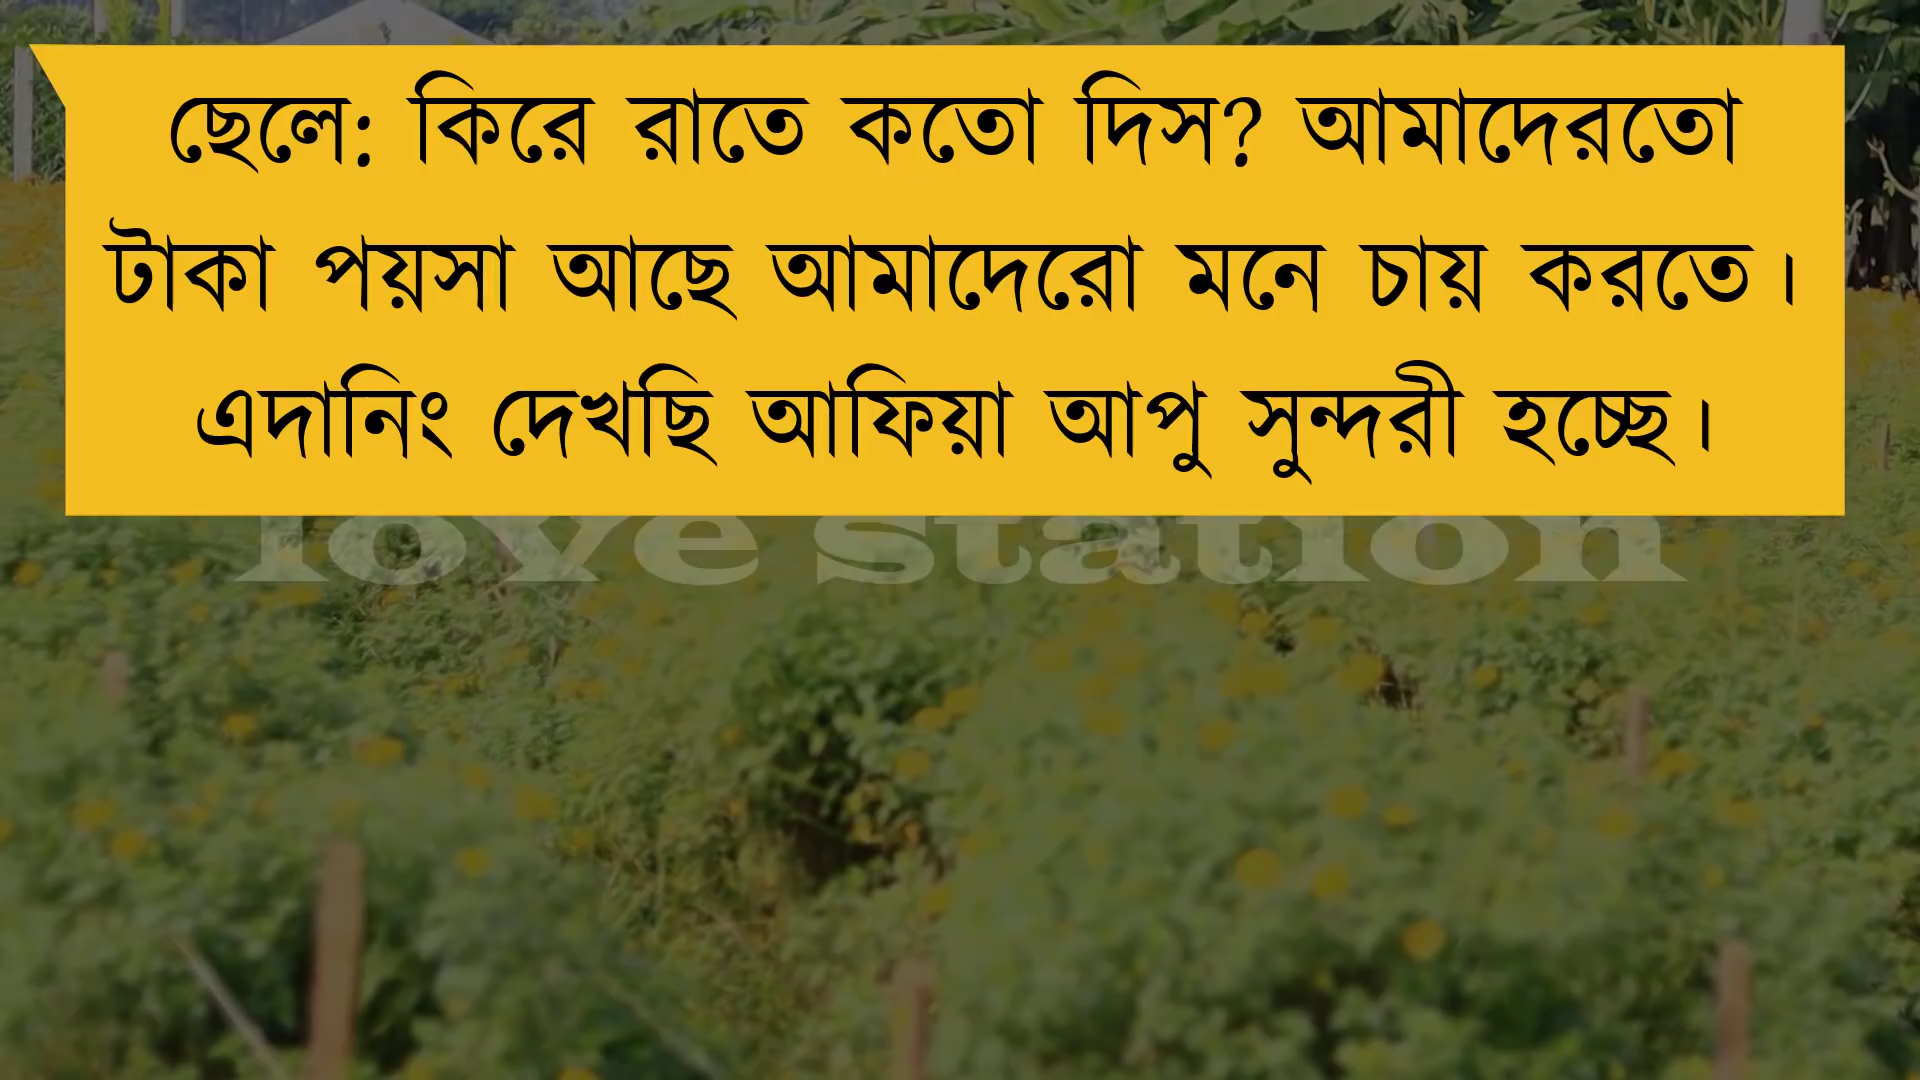 ছেলে: কিরে রাতে কতো দিস? আমাদেরতো
টাকা পয়সা আছে আমাদেরো মনে চায় করতে।
এদানিং দেখছি আফিয়া আপু সুন্দরী হচ্ছে।
love station